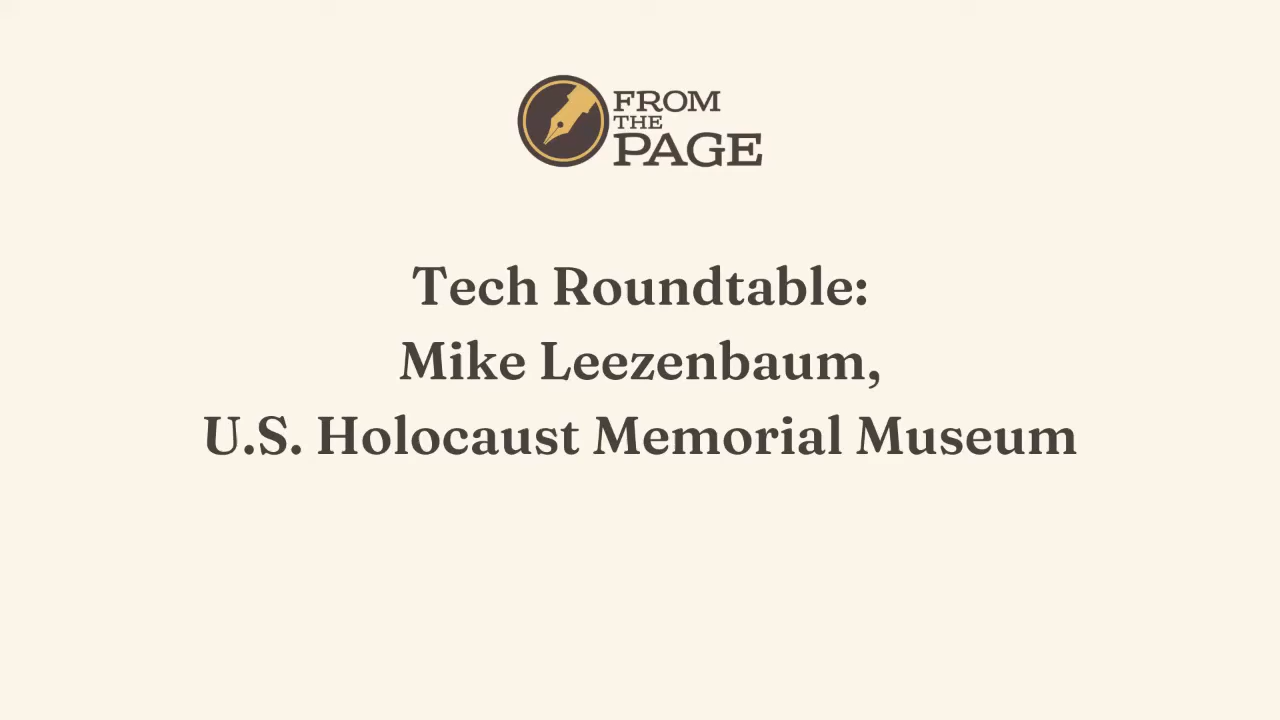 FROM
THE
PAGE
Tech Roundtable:
Mike Leezenbaum,
U.S. Holocaust Memorial Museum